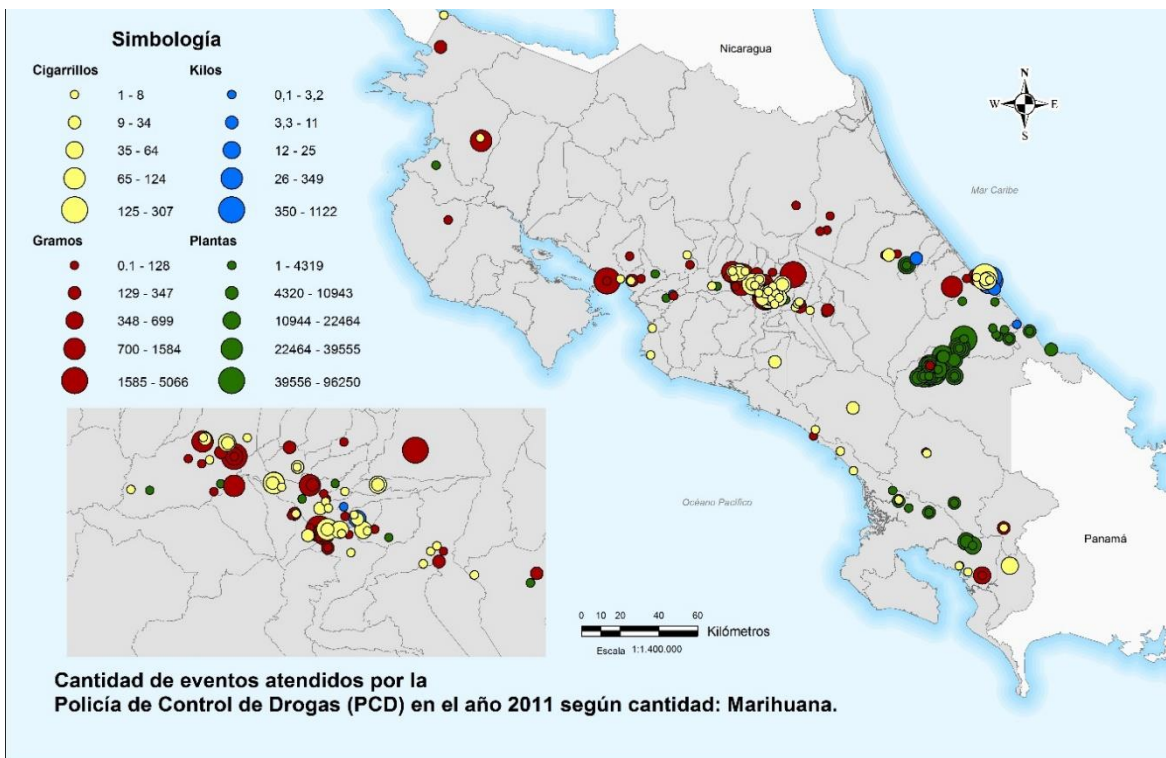 Simbología
Cigarrillos
1 - 8
9 - 34
35 - 64
65 - 124
125 - 307
Kilos
0,1 - 3,2
3,3 - 11
12 - 25
26 - 349
350 - 1122
Gramos
0.1 - 128
129 - 347
348 - 699
700 - 1584
1585 - 5066
Plantas
1 - 4319
4320 - 10943
10944 - 22464
22464 - 39555
39556 - 96250
Nicaragua
N
W
E
S
Mar Caribe
Océano Pacífico
Panamá
0 10 20 40 60
Kilómetros
Escala 1:1.400.000
Cantidad de eventos atendidos por la
Policía de Control de Drogas (PCD) en el año 2011 según cantidad: Marihuana.